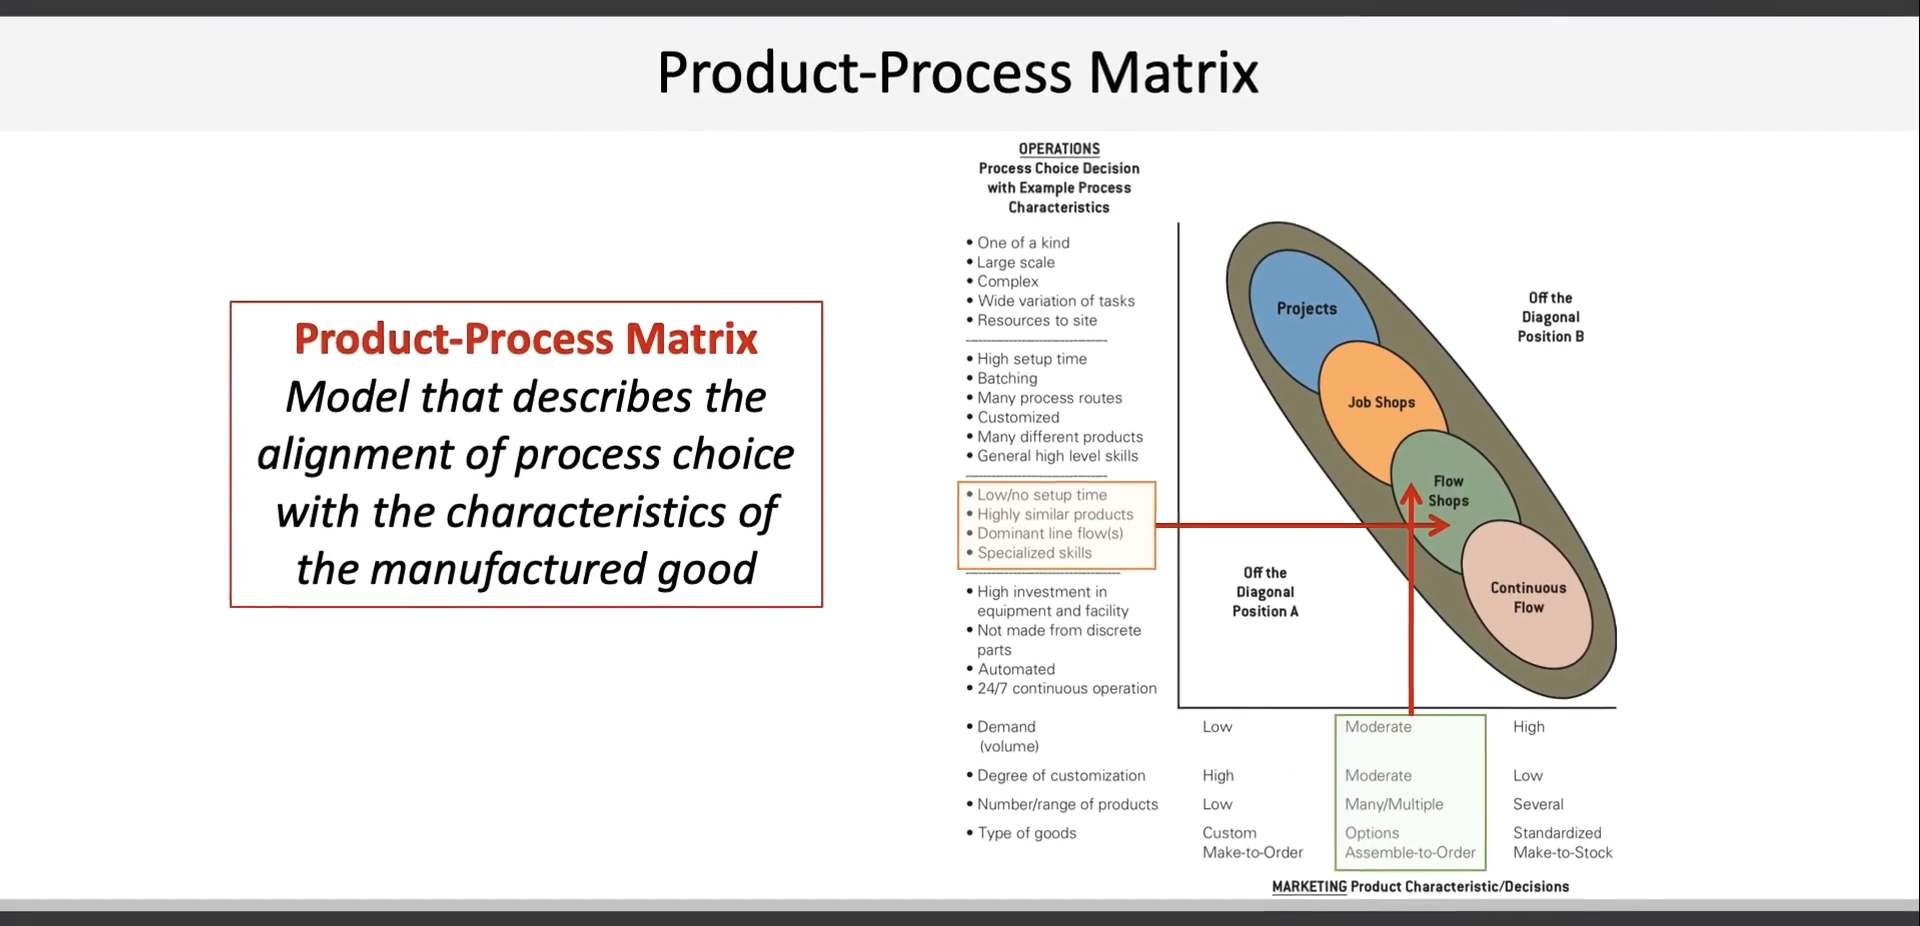 Product-Process Matrix
Product-Process Matrix
Model that describes the
alignment of process choice
with the characteristics of
the manufactured good
OPERATIONS
Process Choice Decision
with Example Process
Characteristics
• One of a kind
• Large scale
• Complex
• Wide variation of tasks
• Resources to site
• High setup time
• Batching
• Many process routes
• Customized
• Many different products
• General high level skills
• Low/no setup time
• Highly similar products
• Dominant line flow(s)
• Specialized skills
• High investment in
equipment and facility
• Not made from discrete
parts
• Automated
• 24/7 continuous operation
Projects
Job Shops
Flow
Shops
Continuous
Flow
Off the
Diagonal
Position B
Off the
Diagonal
Position A
• Demand
(volume)
Low
Moderate
High
• Degree of customization
High
Moderate
Low
• Number/range of products
Low
Many/Multiple
Several
• Type of goods
Custom
Make-to-Order
Options
Assemble-to-Order
Standardized
Make-to-Stock
MARKETING Product Characteristic/Decisions